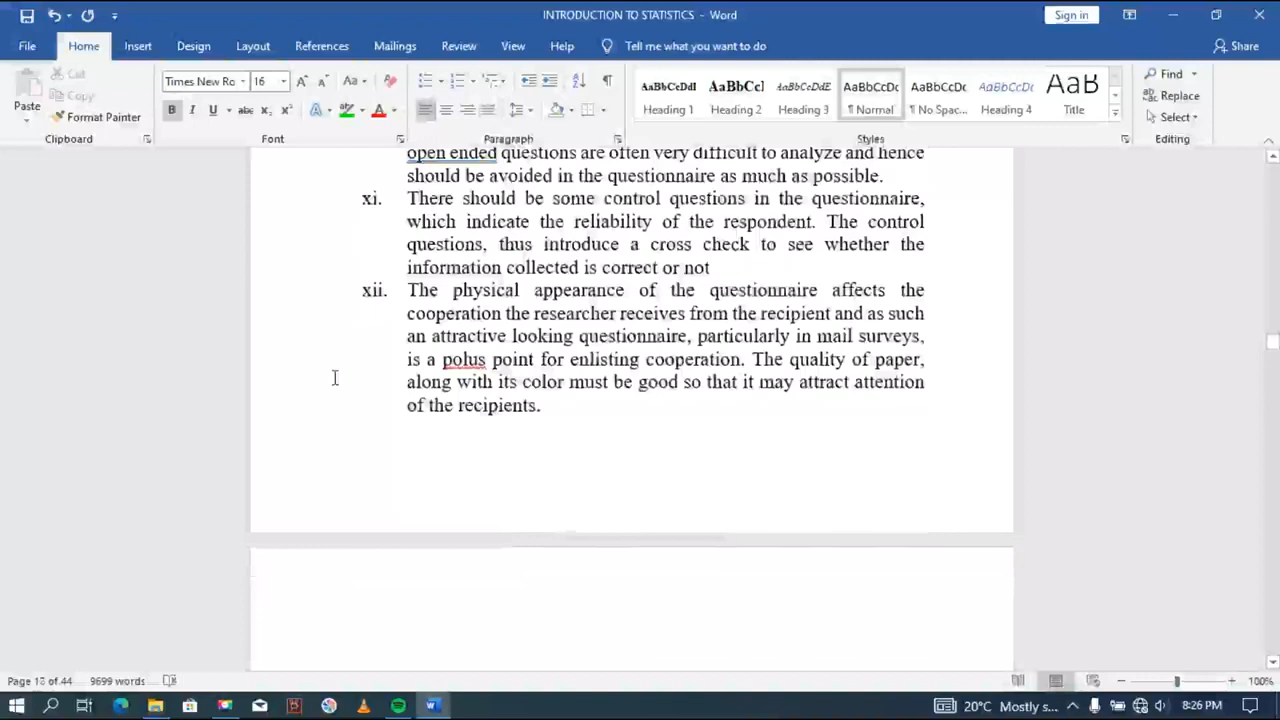 INTRODUCTION TO STATISTICS - Word
Sign in
File Home Insert Design Layout References Mailings Review View Help Tell me what you want to do Share
Paste
Cut
Copy
Format Painter
Clipboard
Times New Ro 16
Font
Paragraph
AaBbCcDdI AaBbCcI AaBbCcDdE AaBbCcDc AaBbCcDc AaBbCcDc AaB
Heading 1 Heading 2 Heading 3 ¶ Normal ¶ No Spac... Heading 4 Title
Styles
Find
Replace
Select
Editing
open ended questions are often very difficult to analyze and hence
should be avoided in the questionnaire as much as possible.
xi. There should be some control questions in the questionnaire,
which indicate the reliability of the respondent. The control
questions, thus introduce a cross check to see whether the
information collected is correct or not
xii. The physical appearance of the questionnaire affects the
cooperation the researcher receives from the recipient and as such
an attractive looking questionnaire, particularly in mail surveys,
is a polus point for enlisting cooperation. The quality of paper,
along with its color must be good so that it may attract attention
of the recipients.
Page 18 of 44 9699 words 100%
20°C Mostly s... 8:26 PM